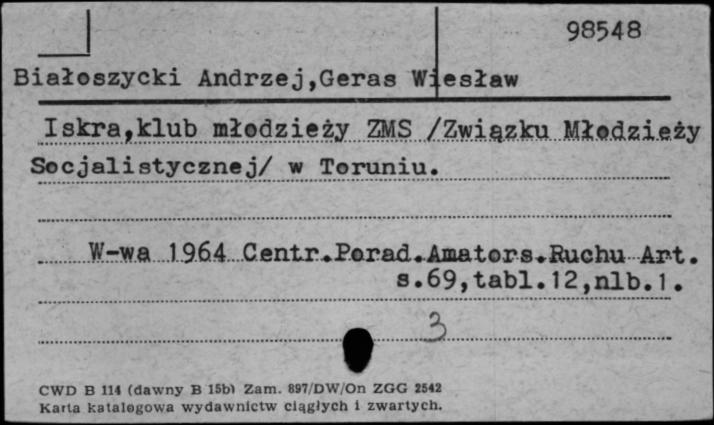 98548
Białoszycki Andrzej,Geras Wiesław
Iskra,klub młodzieży ZMS /Związku Młodzieży
Socjalistycznej/ w Toruniu.
W-wa 1964 Centr.Porad.Amators.Ruchu Art.
s.69,tabl.12,nlb.1.
3
CWD B 114 (dawny B 15b) Zam. 897/DW/On ZGG 2542
Karta katalogowa wydawnictw ciągłych i zwartych.